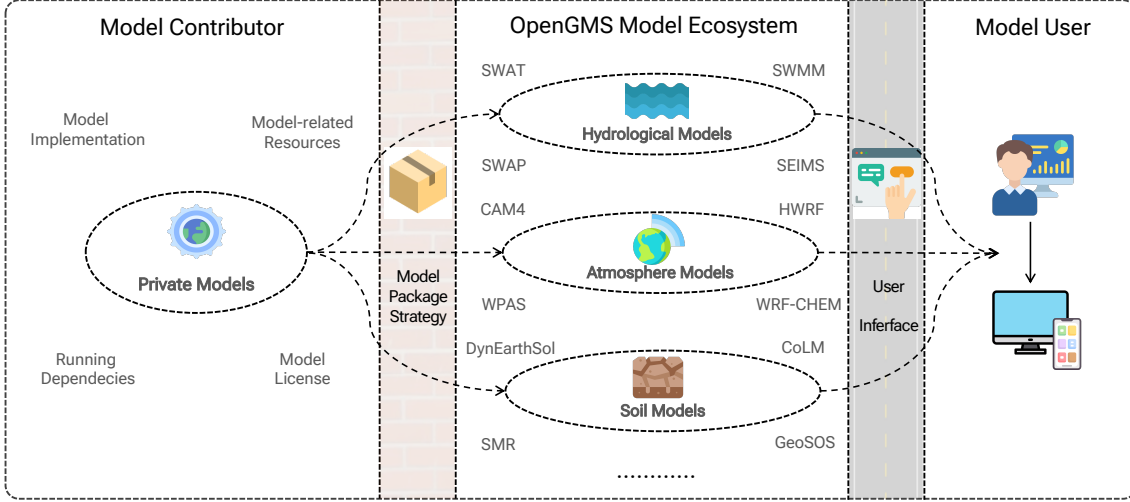 Model Contributor
OpenGMS Model Ecosystem
Model User
Model
Implementation
Model-related
Resources
Private Models
Running
Dependecies
Model
License
Model
Package
Strategy
SWAT
SWMM
Hydrological Models
SWAP
SEIMS
CAM4
HWRF
Atmosphere Models
WPAS
WRF-CHEM
DynEarthSol
CoLM
Soil Models
SMR
GeoSOS
............
User
Inferface